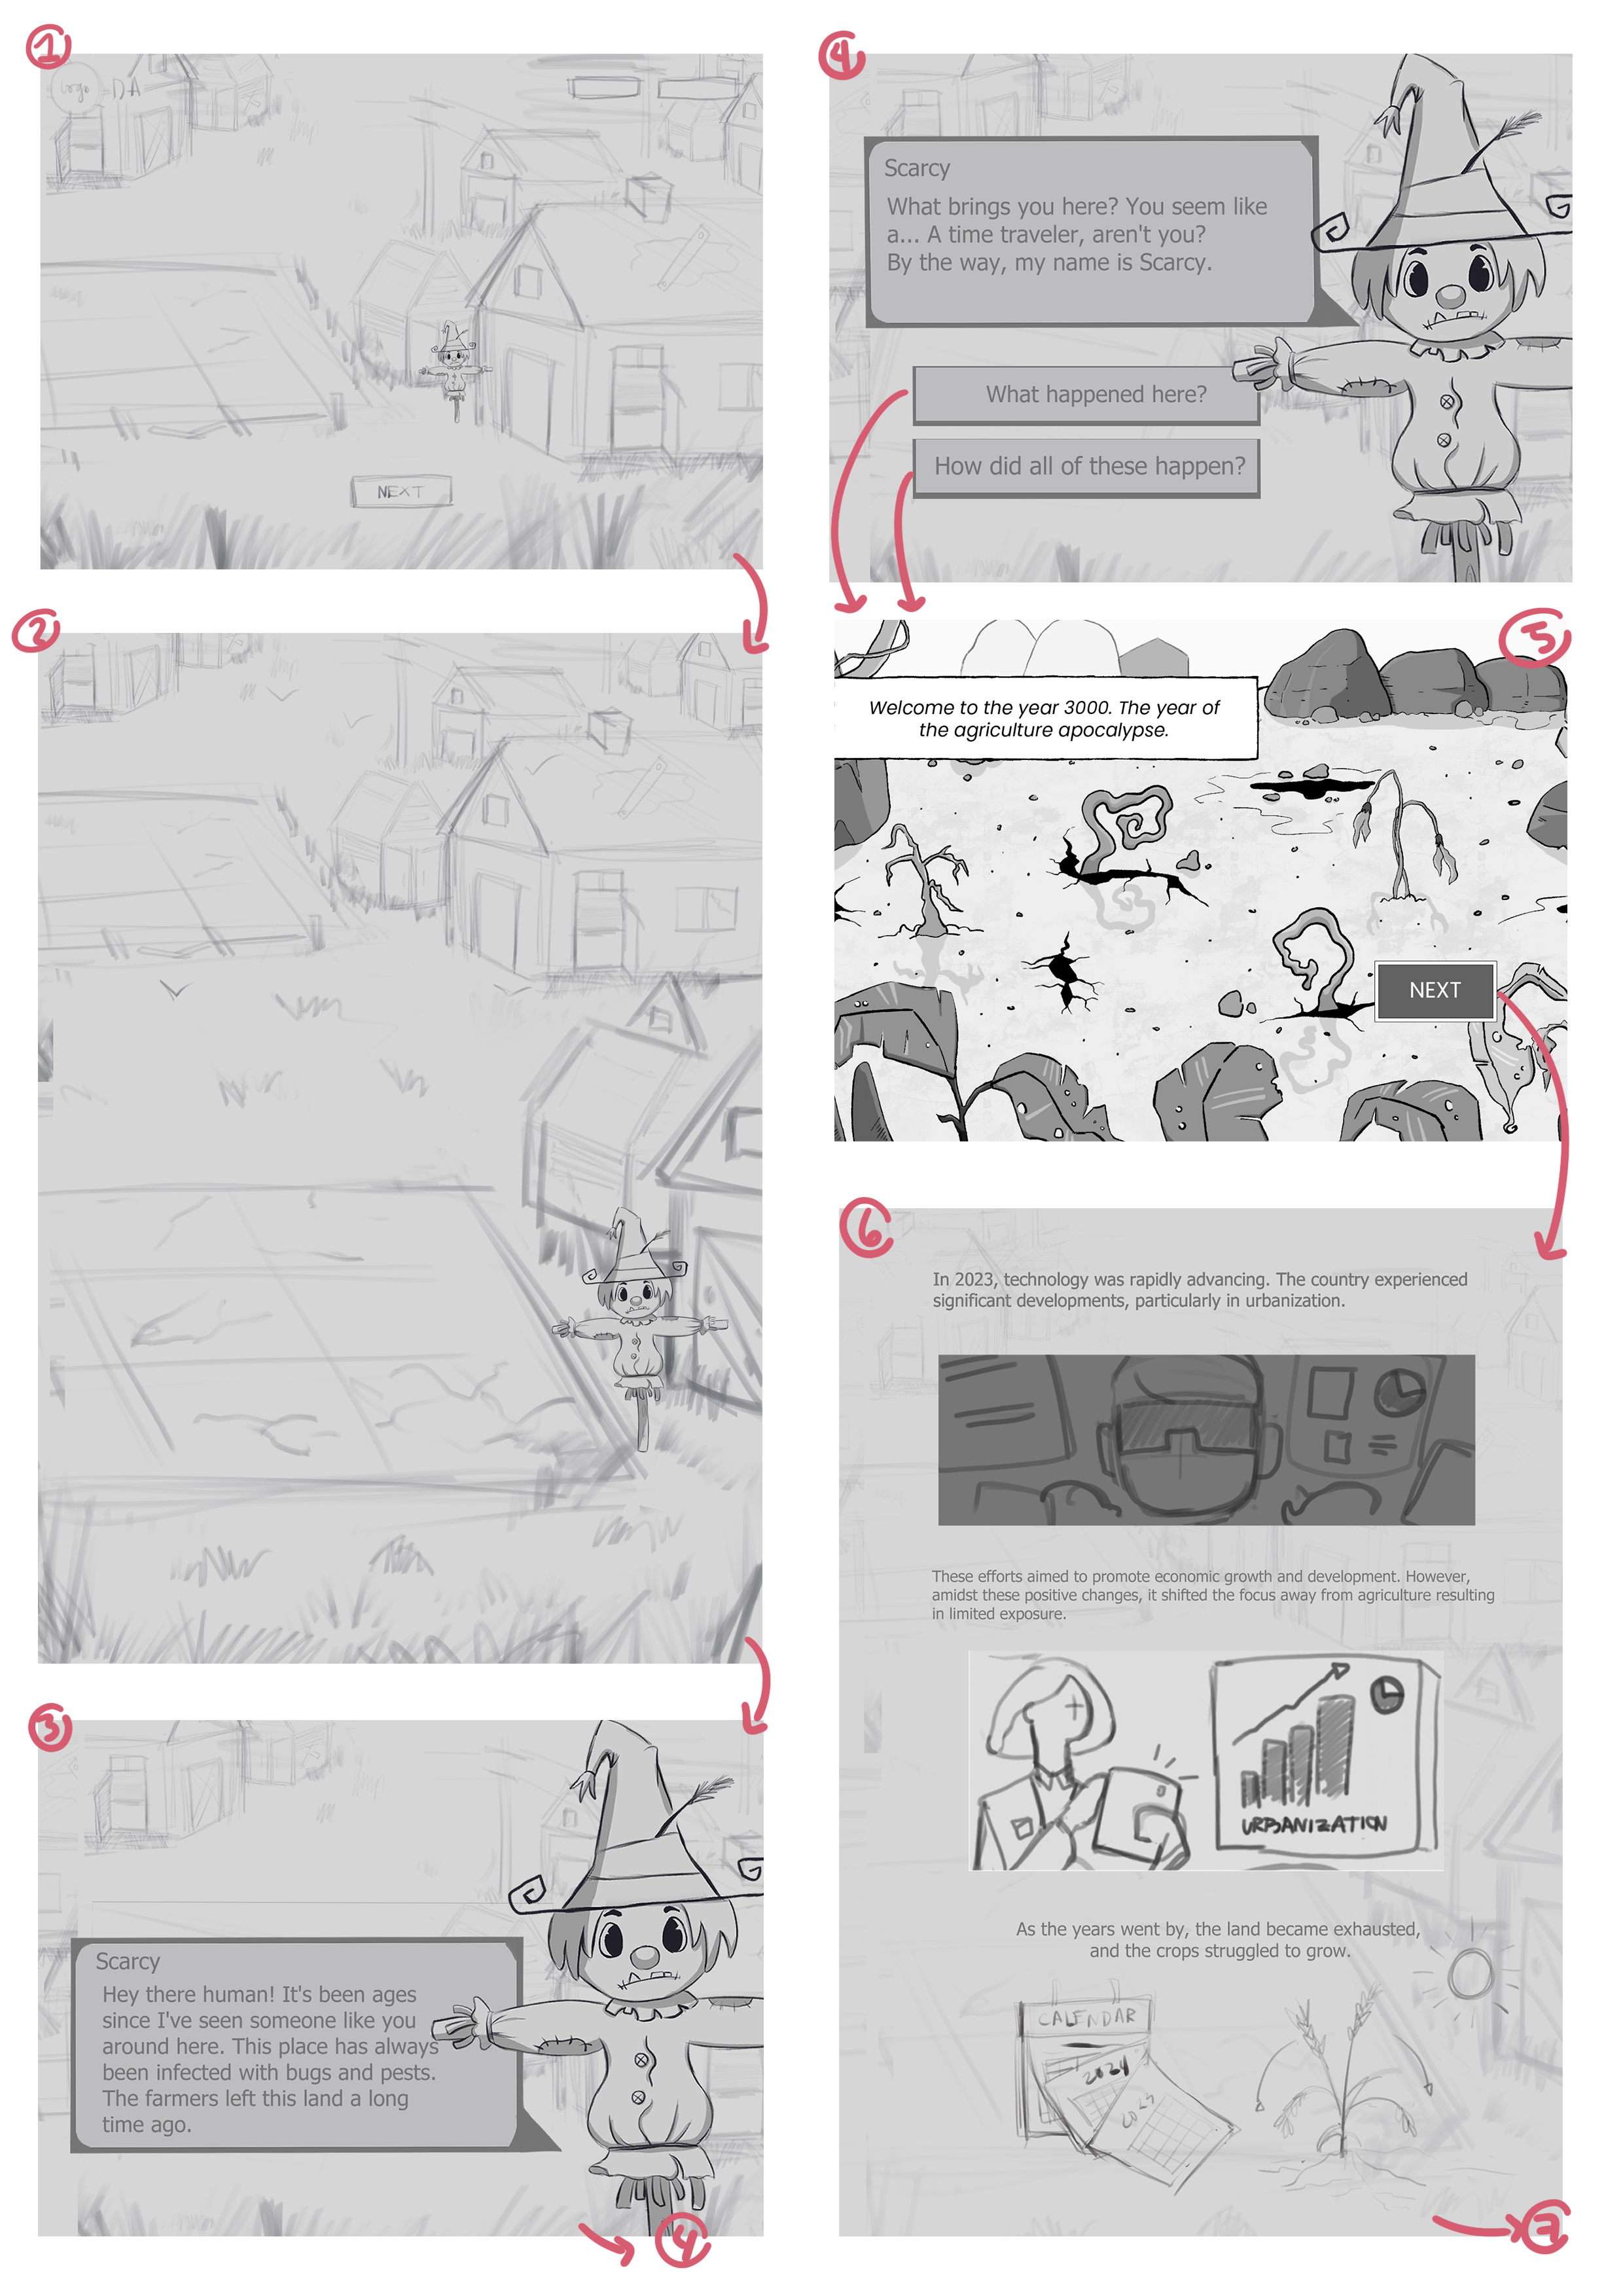 1
logo
DA
NEXT
2
3
Scarcy
Hey there human! It's been ages
since I've seen someone like you
around here. This place has always
been infected with bugs and pests.
The farmers left this land a long
time ago.
4
4
Scarcy
What brings you here? You seem like
a... A time traveler, aren't you?
By the way, my name is Scarcy.
What happened here?
How did all of these happen?
5
Welcome to the year 3000. The year of
the agriculture apocalypse.
NEXT
6
In 2023, technology was rapidly advancing. The country experienced
significant developments, particularly in urbanization.
These efforts aimed to promote economic growth and development. However,
amidst these positive changes, it shifted the focus away from agriculture resulting
in limited exposure.
URBANIZATION
As the years went by, the land became exhausted,
and the crops struggled to grow.
CALENDAR
2024
2023
7